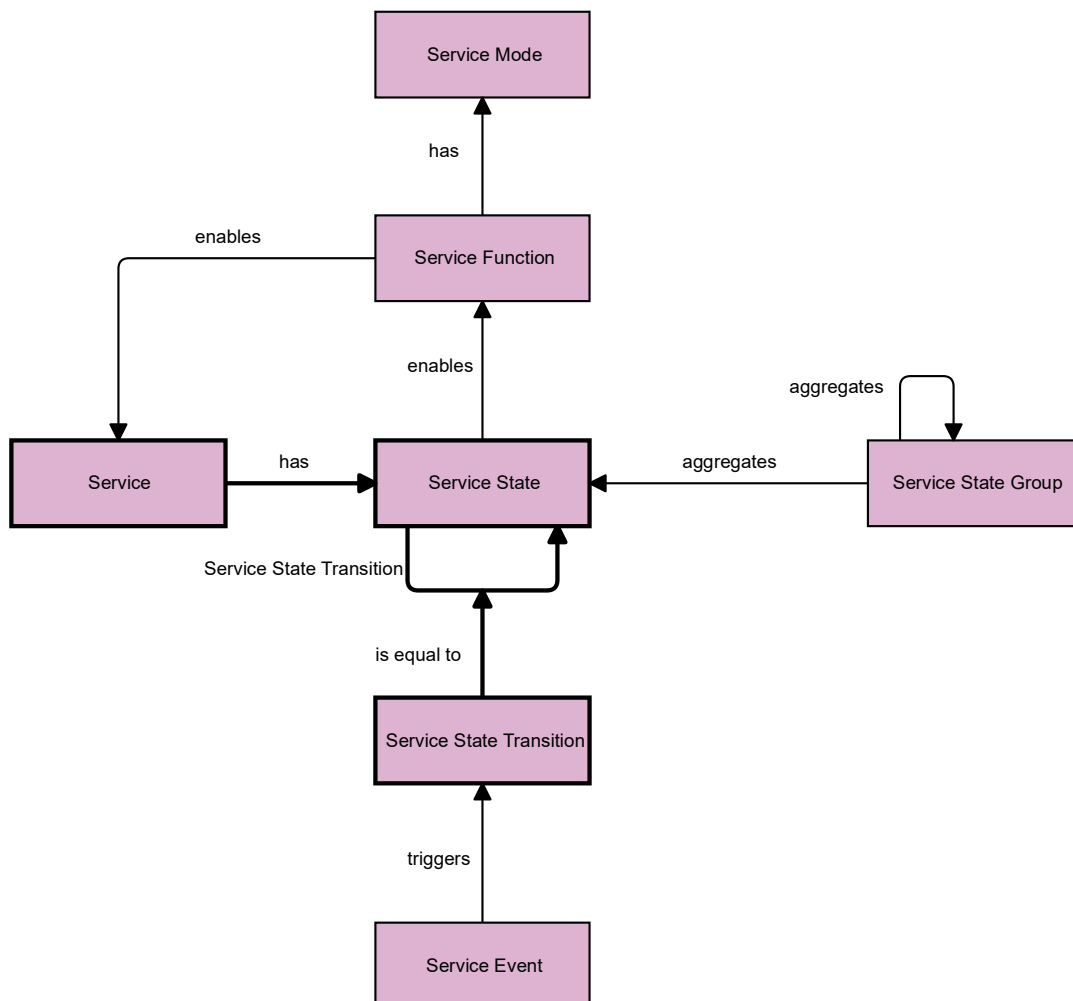 Service Mode
has
enables
Service Function
enables
aggregates
Service
has
Service State
aggregates
Service State Group
Service State Transition
is equal to
Service State Transition
triggers
Service Event